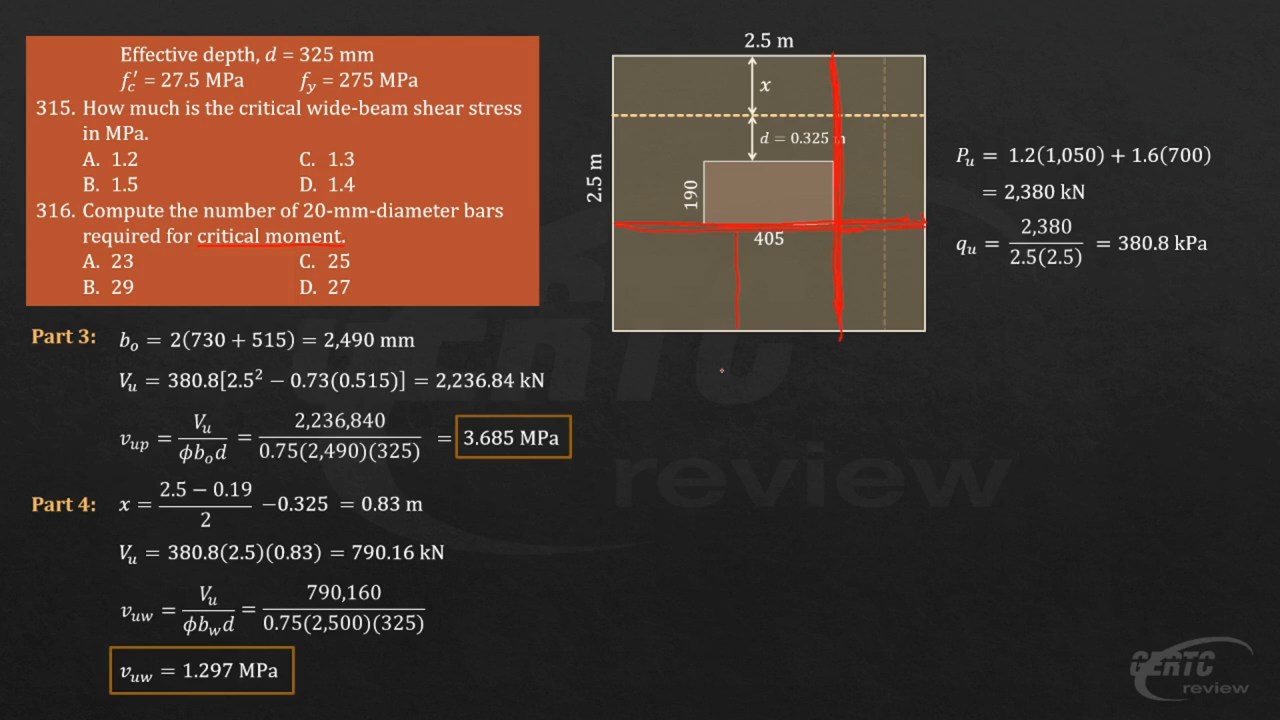 Effective depth, d = 325 mm
f′c = 27.5 MPa fy = 275 MPa
315. How much is the critical wide-beam shear stress
in MPa.
A. 1.2 C. 1.3
B. 1.5 D. 1.4
316. Compute the number of 20-mm-diameter bars
required for critical moment.
A. 23 C. 25
B. 29 D. 27
Part 3: bo = 2(730 + 515) = 2,490 mm
Vu = 380.8[2.5² − 0.73(0.515)] = 2,236.84 kN
vup = Vu / ϕbod = 2,236,840 / 0.75(2,490)(325) = 3.685 MPa
Part 4: x = 2.5 − 0.19 / 2 −0.325 = 0.83 m
Vu = 380.8(2.5)(0.83) = 790.16 kN
vuw = Vu / ϕbwd = 790,160 / 0.75(2,500)(325)
vuw = 1.297 MPa
2.5 m
x
d = 0.325 m
2.5 m
190
405
Pu = 1.2(1,050) + 1.6(700)
= 2,380 kN
qu = 2,380 / 2.5(2.5) = 380.8 kPa
GERTC
review
GERTC
review